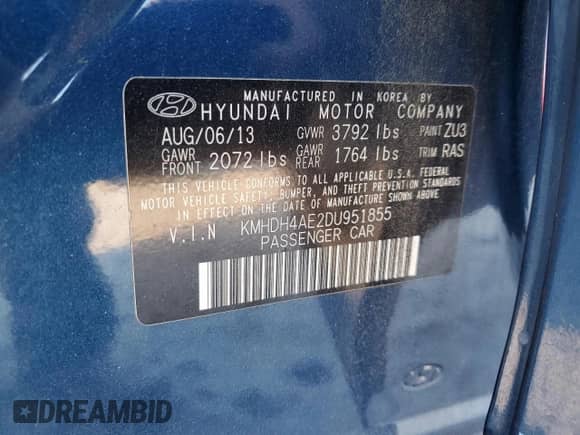 MANUFACTURED IN KOREA BY
HYUNDAI MOTOR COMPANY
AUG/06/13 GVWR 3792 lbs PAINT ZU3
GAWR FRONT 2072 lbs GAWR REAR 1764 lbs TRIM RAS
THIS VEHICLE CONFORMS TO ALL APPLICABLE U.S.A. FEDERAL
MOTOR VEHICLE SAFETY, BUMPER, AND THEFT PREVENTION STANDARDS
IN EFFECT ON THE DATE OF MANUFACTURE SHOWN ABOVE
V.I.N KMHDH4AE2DU951855
PASSENGER CAR
DREAMBID